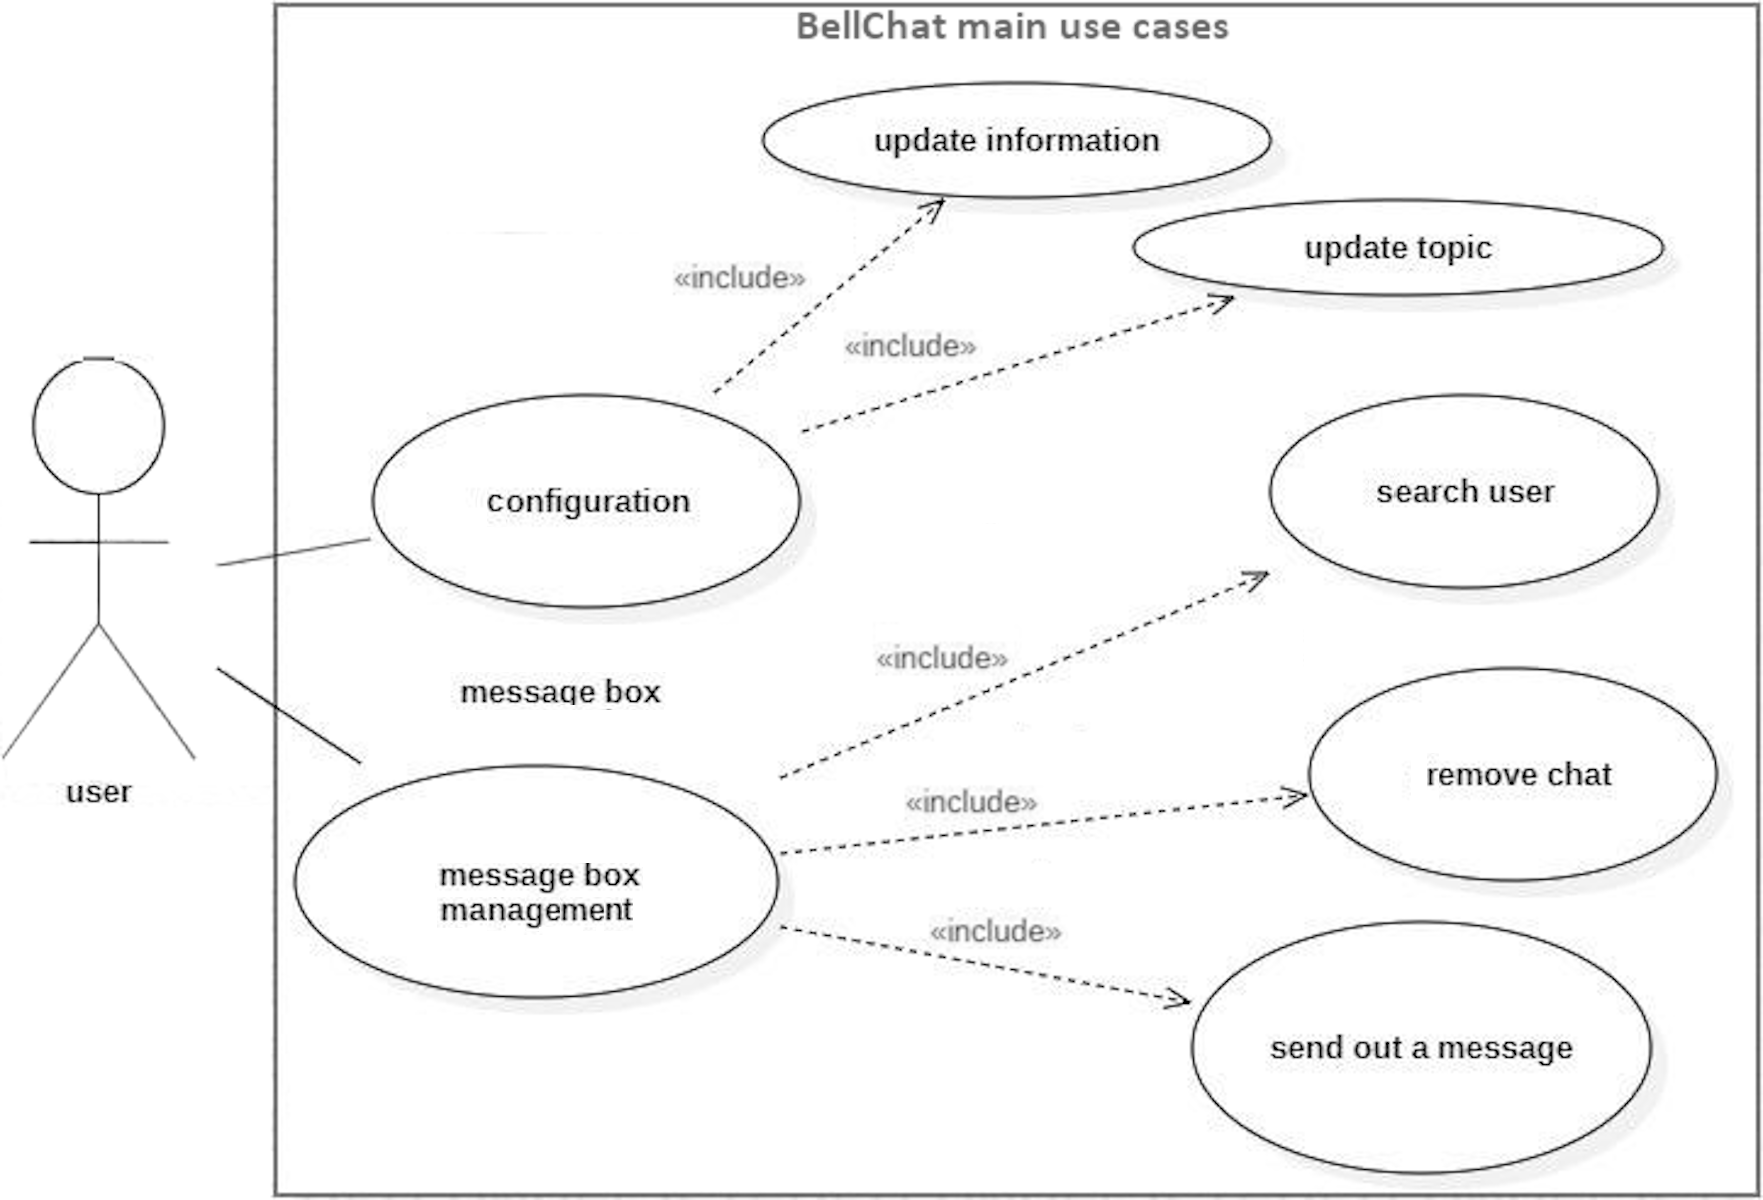 BellChat main use cases
update information
update topic
«include»
«include»
configuration
search user
«include»
message box
remove chat
user
«include»
message box
management
«include»
send out a message